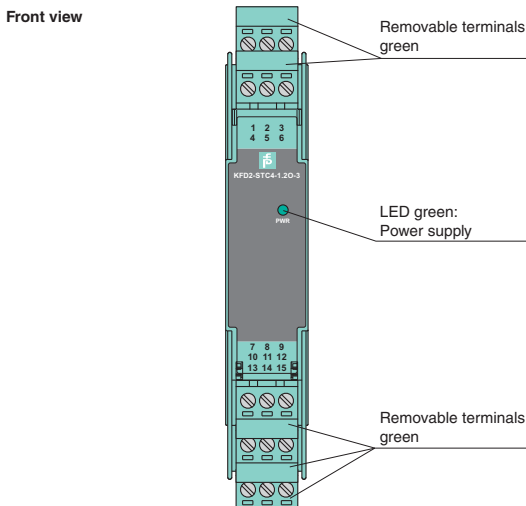 Front view
Removable terminals
green
1 2 3
4 5 6
KFD2-STC4-1.2O-3
LED green:
Power supply
PWR
7 8 9
10 11 12
13 14 15
Removable terminals
green